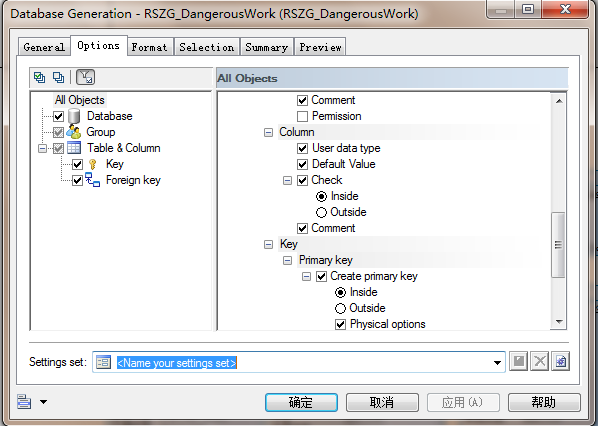 Database Generation - RSZG_DangerousWork (RSZG_DangerousWork)
General Options Format Selection Summary Preview
All Objects
Database
Group
Table & Column
Key
Foreign key
All Objects
Comment
Permission
Column
User data type
Default Value
Check
Inside
Outside
Comment
Key
Primary key
Create primary key
Inside
Outside
Physical options
Settings set: <Name your settings set>
确定 取消 应用(A) 帮助